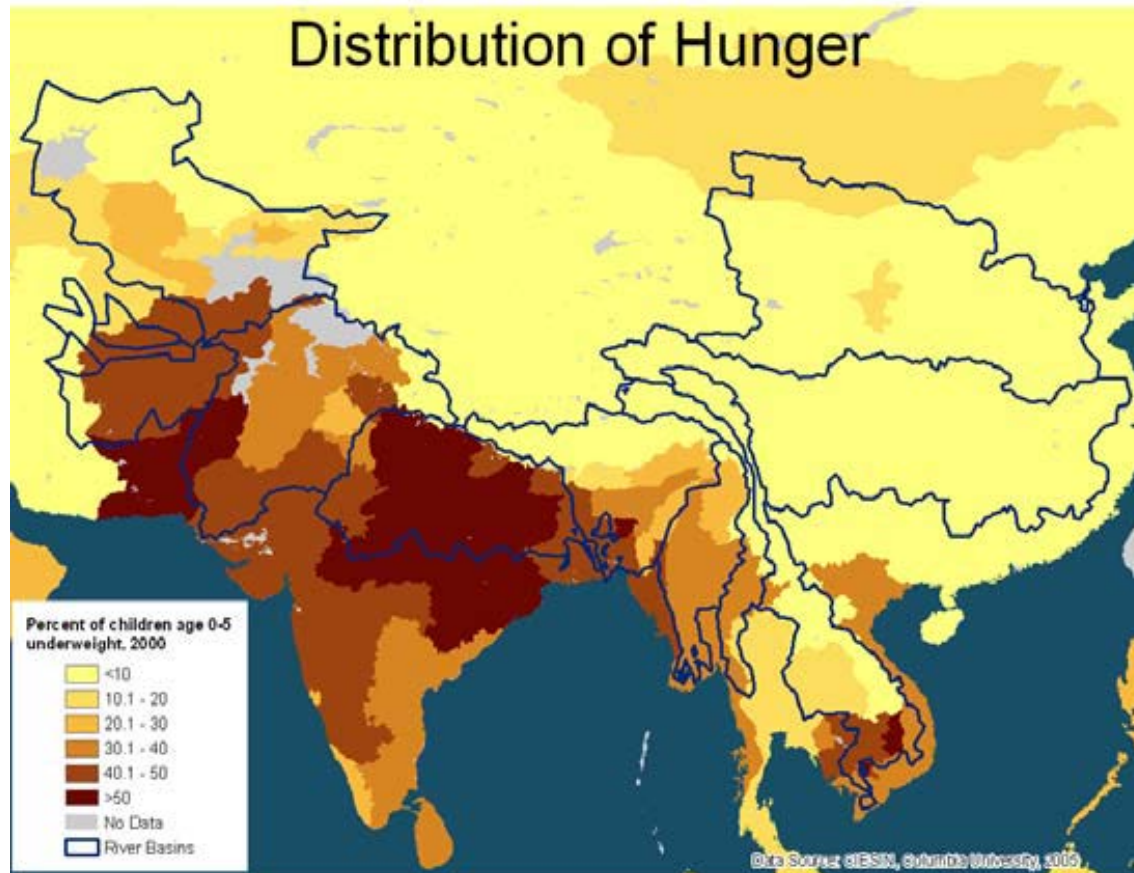 Distribution of Hunger
Percent of children age 0-5
underweight, 2000
<10
10.1 - 20
20.1 - 30
30.1 - 40
40.1 - 50
>50
No Data
River Basins
Data Source: CIESIN, Columbia University, 2005